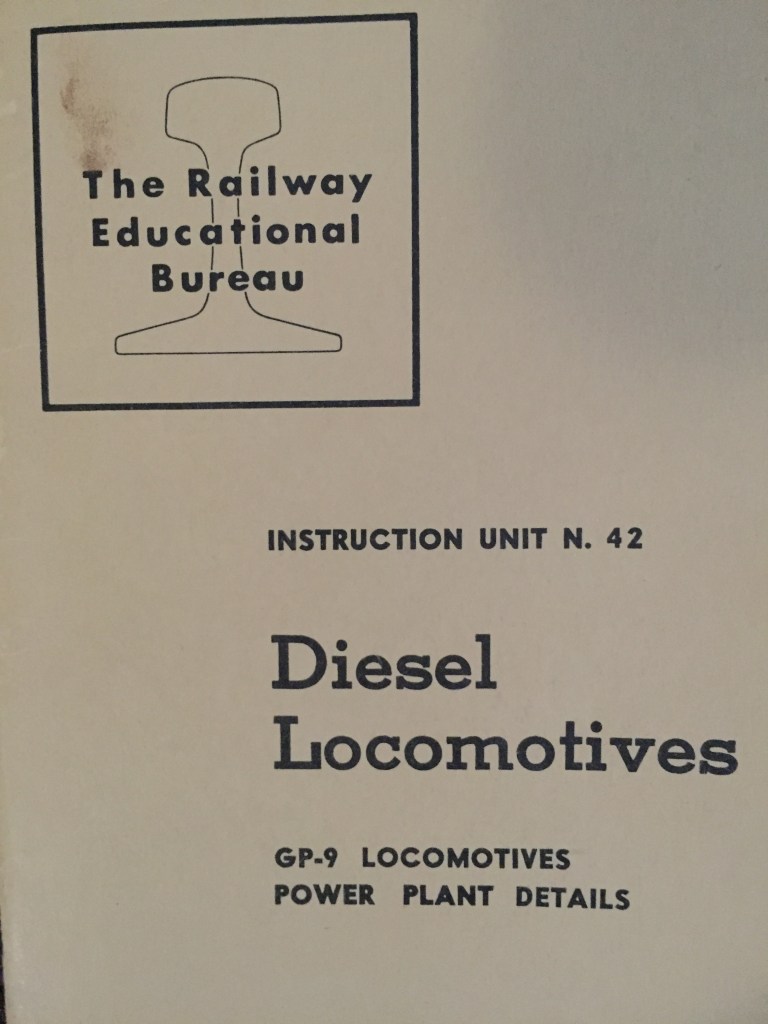 The Railway
Educational
Bureau
INSTRUCTION UNIT N. 42
Diesel
Locomotives
GP-9 LOCOMOTIVES
POWER PLANT DETAILS